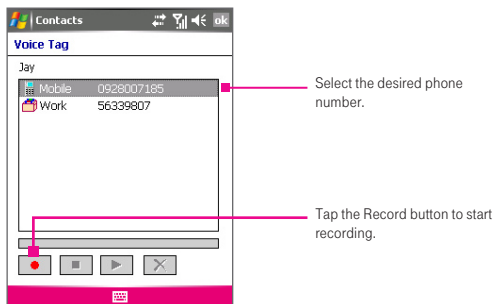 Contacts ok
Voice Tag
Jay
Mobile 0928007185
Work 56339807
Select the desired phone
number.
Tap the Record button to start
recording.